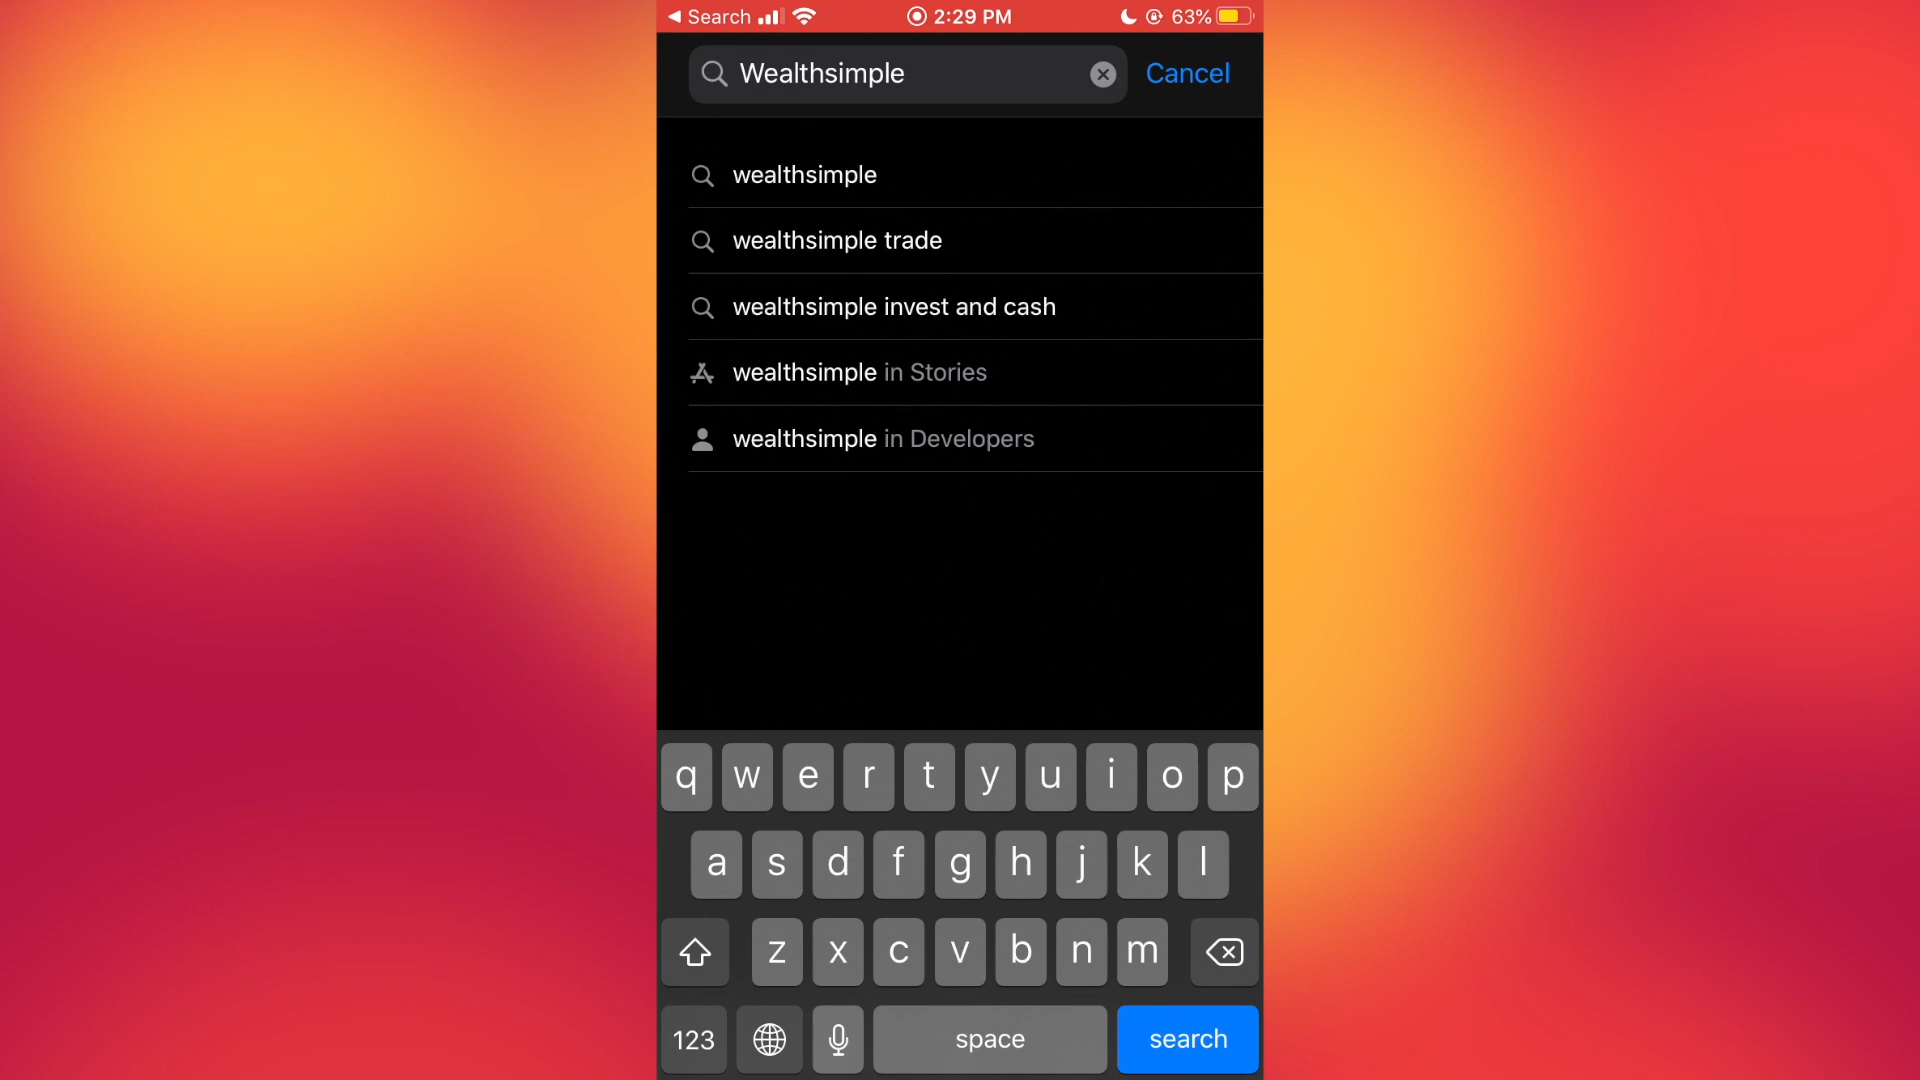 Search 2:29 PM 63%
Wealthsimple Cancel
wealthsimple
wealthsimple trade
wealthsimple invest and cash
wealthsimple in Stories
wealthsimple in Developers
q w e r t y u i o p
a s d f g h j k l
z x c v b n m
123 space search